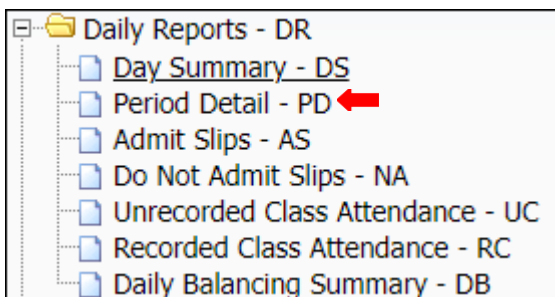 Daily Reports - DR
Day Summary - DS
Period Detail - PD
Admit Slips - AS
Do Not Admit Slips - NA
Unrecorded Class Attendance - UC
Recorded Class Attendance - RC
Daily Balancing Summary - DB